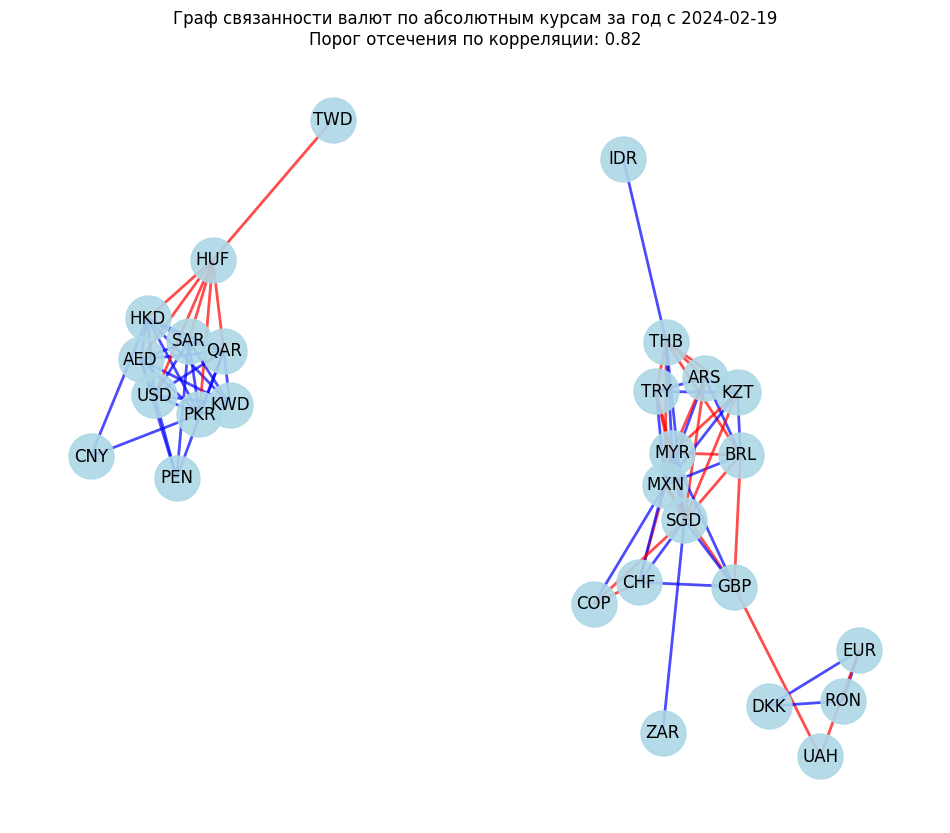 Граф связанности валют по абсолютным курсам за год с 2024-02-19
Порог отсечения по корреляции: 0.82
TWD
IDR
HUF
HKD
SAR
QAR
AED
USD
KWD
PKR
CNY
PEN
THB
ARS
TRY
KZT
MYR
BRL
MXN
SGD
CHF
GBP
COP
EUR
RON
DKK
ZAR
UAH